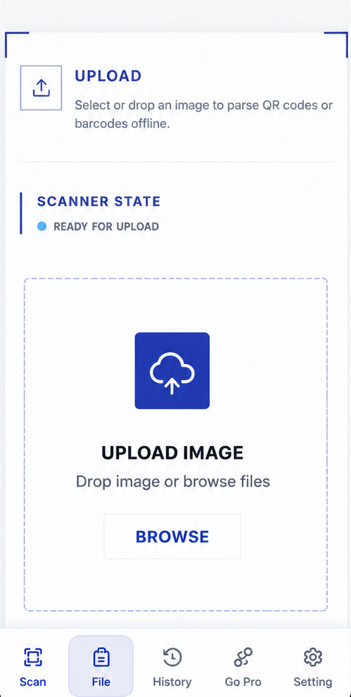 UPLOAD
Select or drop an image to parse QR codes or
barcodes offline.
SCANNER STATE
READY FOR UPLOAD
UPLOAD IMAGE
Drop image or browse files
BROWSE
Scan
File
History
Go Pro
Setting